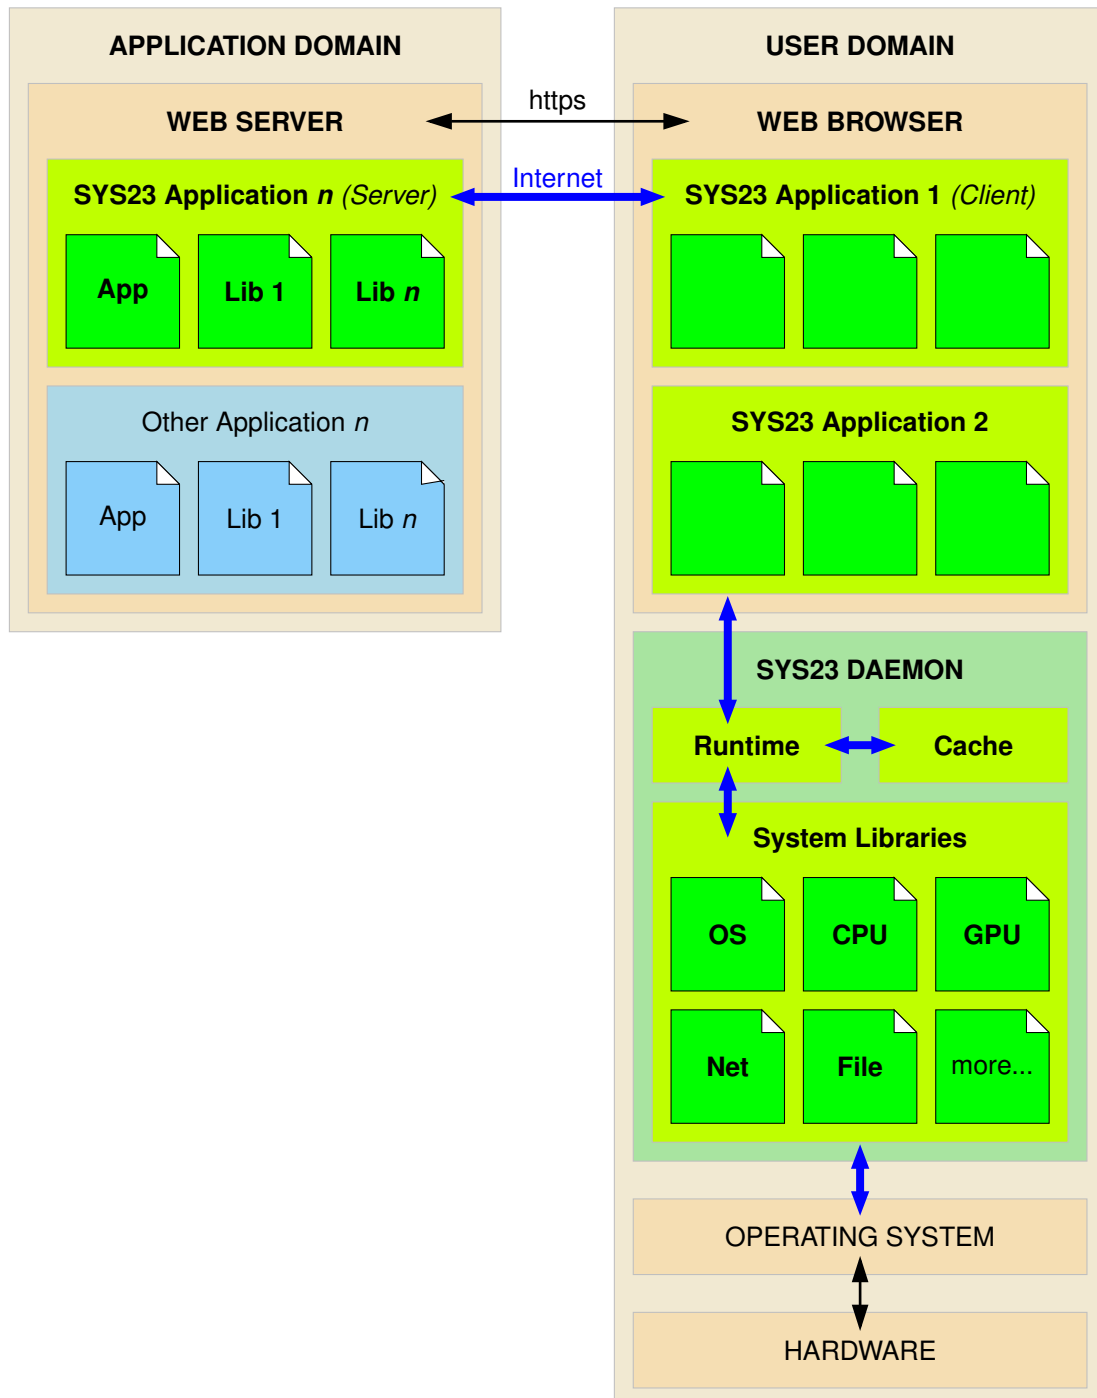 APPLICATION DOMAIN
WEB SERVER
SYS23 Application n (Server)
App
Lib 1
Lib n
Other Application n
App
Lib 1
Lib n
https
Internet
USER DOMAIN
WEB BROWSER
SYS23 Application 1 (Client)
SYS23 Application 2
SYS23 DAEMON
Runtime
Cache
System Libraries
OS
CPU
GPU
Net
File
more...
OPERATING SYSTEM
HARDWARE